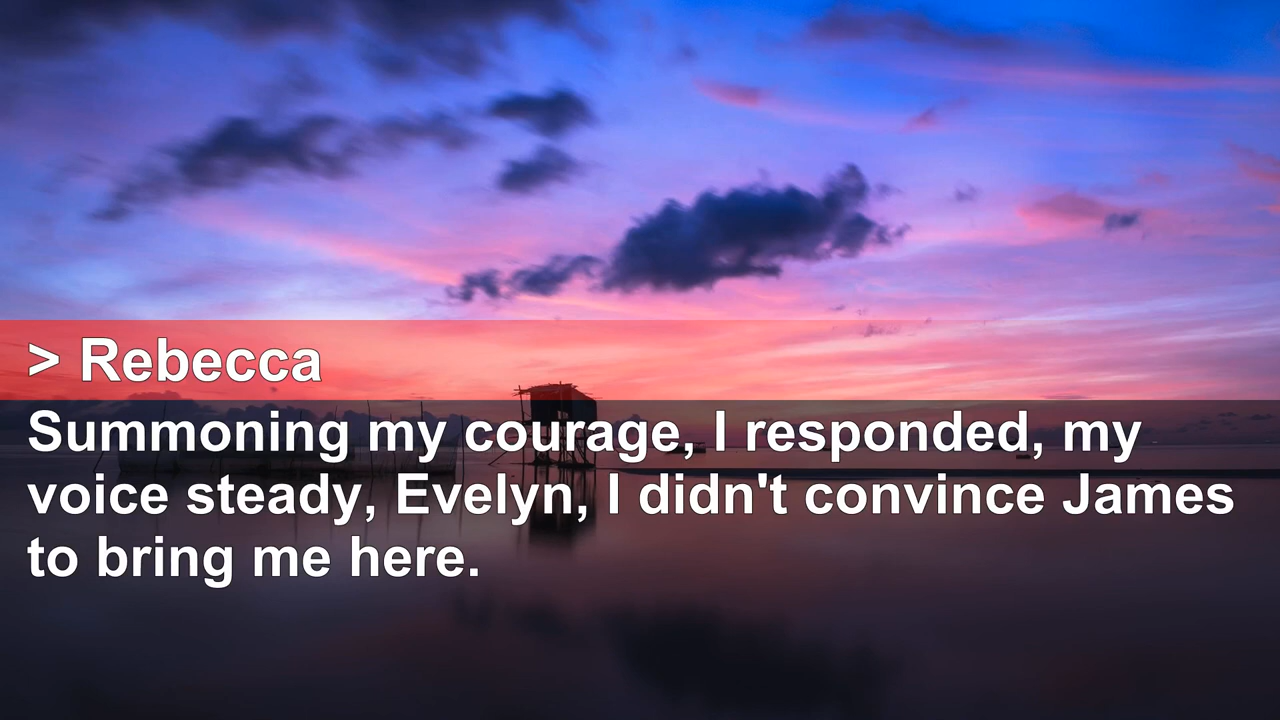 > Rebecca
Summoning my courage, I responded, my
voice steady, Evelyn, I didn't convince James
to bring me here.